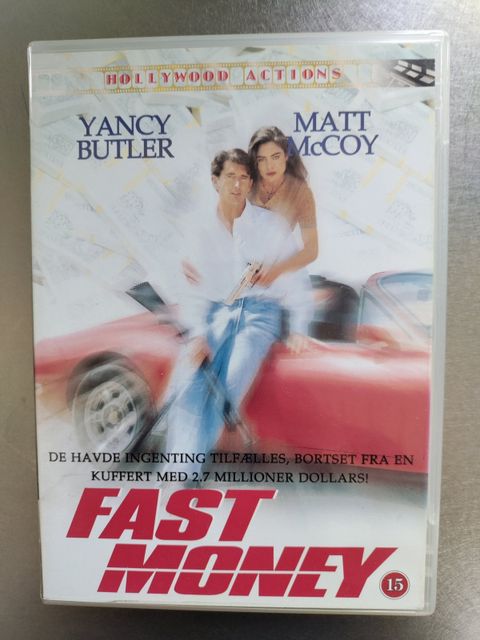 HOLLYWOOD ACTIONS
YANCY BUTLER
MATT McCOY
DE HAVDE INGENTING TILFÆLLES, BORTSET FRA EN
KUFFERT MED 2.7 MILLIONER DOLLARS!
FAST
MONEY
15